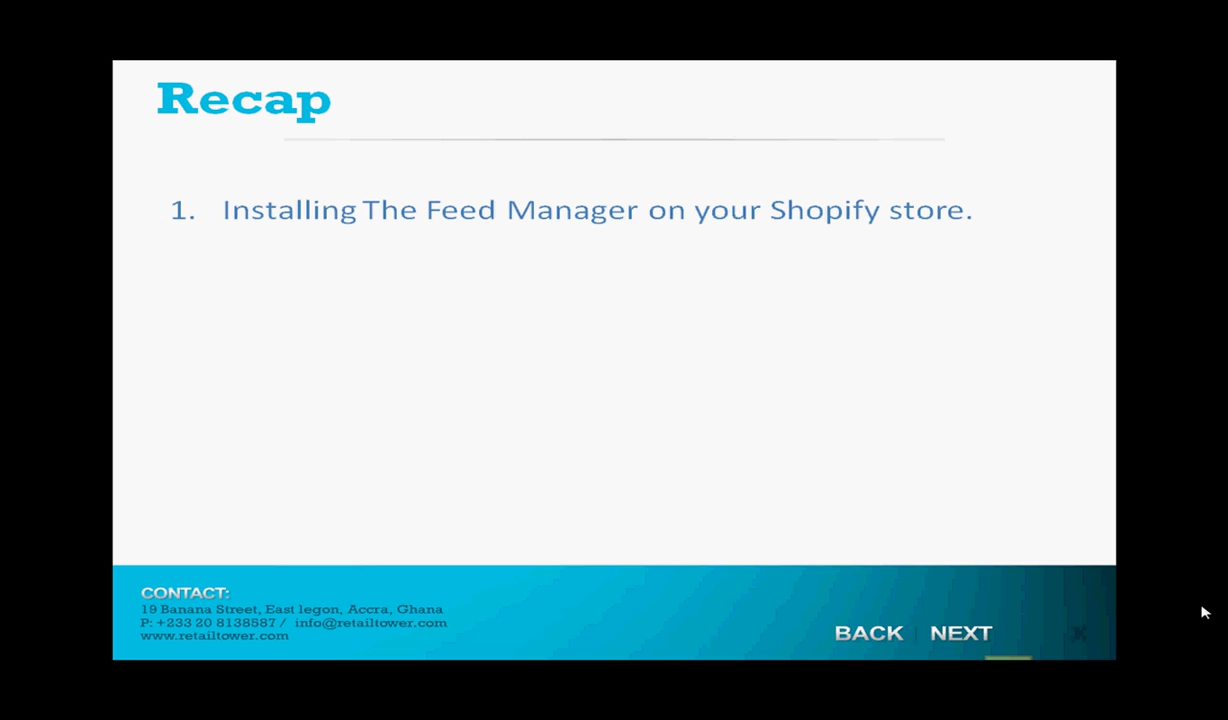 Recap
1. Installing The Feed Manager on your Shopify store.
CONTACT:
19 Banana Street, East legon, Accra, Ghana
P: +233 20 8138587 / info@retailtower.com
www.retailtower.com
BACK | NEXT
X